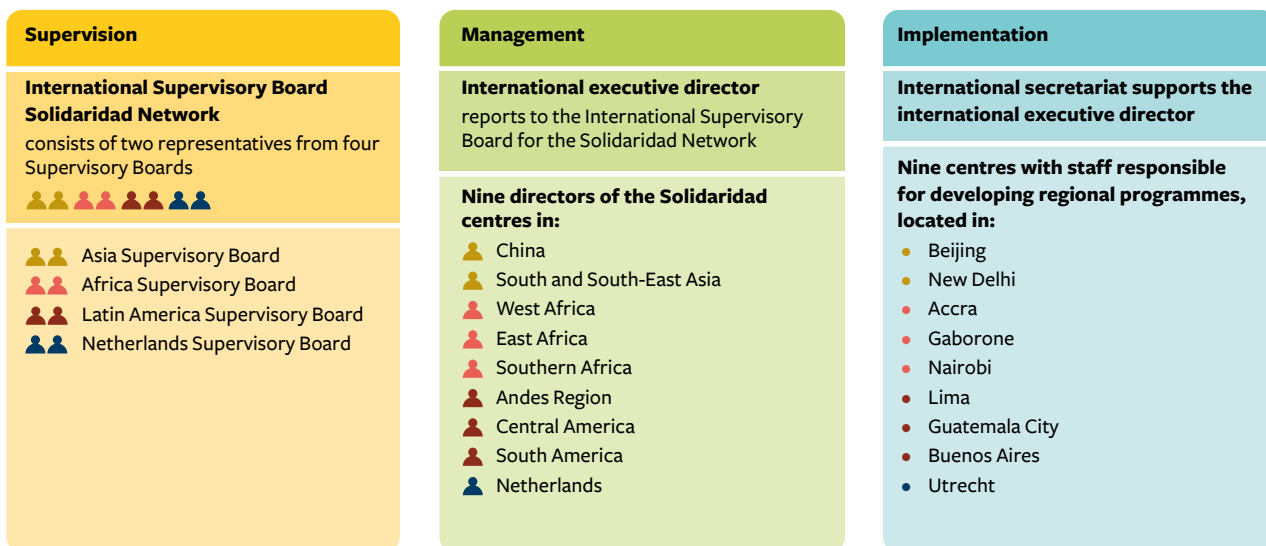 Supervision
International Supervisory Board
Solidaridad Network
consists of two representatives from four
Supervisory Boards
Asia Supervisory Board
Africa Supervisory Board
Latin America Supervisory Board
Netherlands Supervisory Board
Management
International executive director
reports to the International Supervisory
Board for the Solidaridad Network
Nine directors of the Solidaridad
centres in:
China
South and South-East Asia
West Africa
East Africa
Southern Africa
Andes Region
Central America
South America
Netherlands
Implementation
International secretariat supports the
international executive director
Nine centres with staff responsible
for developing regional programmes,
located in:
Beijing
New Delhi
Accra
Gaborone
Nairobi
Lima
Guatemala City
Buenos Aires
Utrecht